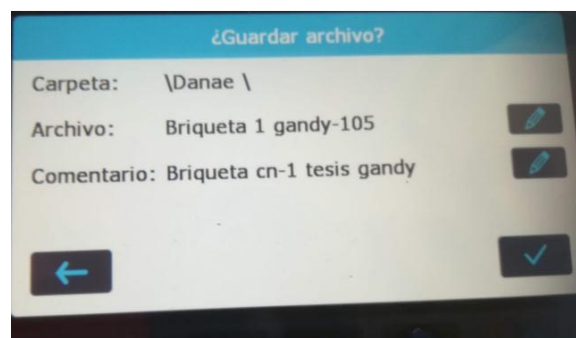 ¿Guardar archivo?
Carpeta: \Danae \
Archivo: Briqueta 1 gandy-105
Comentario: Briqueta cn-1 tesis gandy